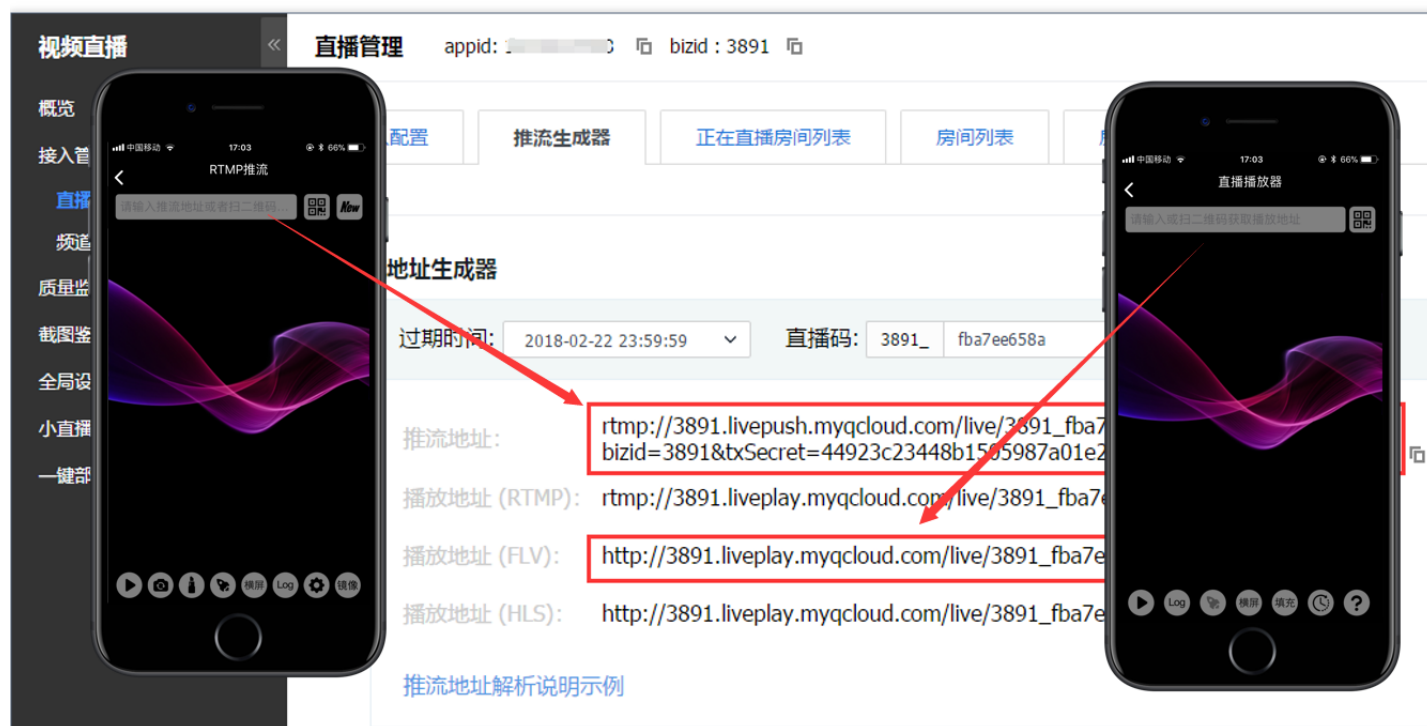 视频直播
«
直播管理
appid:
bizid : 3891
概览
接入管
直播
频道
质量监
截图鉴
全局设
小直播
一键部
配置
推流生成器
正在直播房间列表
房间列表
地址生成器
过期时间:
2018-02-22 23:59:59
直播码:
3891_
fba7ee658a
推流地址:
rtmp://3891.livepush.myqcloud.com/live/3891_fba7
bizid=3891&txSecret=44923c23448b1505987a01e2
播放地址 (RTMP):
rtmp://3891.liveplay.myqcloud.com/live/3891_fba7e
播放地址 (FLV):
http://3891.liveplay.myqcloud.com/live/3891_fba7e
播放地址 (HLS):
http://3891.liveplay.myqcloud.com/live/3891_fba7e
推流地址解析说明示例
中国移动
17:03
66%
RTMP推流
请输入推流地址或者扫二维码...
New
横屏
Log
镜像
中国移动
17:03
66%
直播播放器
请输入或扫二维码获取播放地址
Log
横屏
填充
?